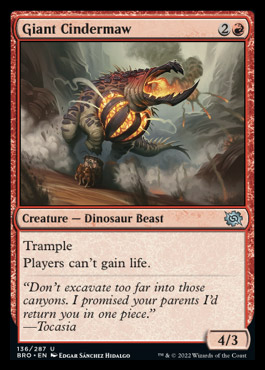 Giant Cindermaw 2
Creature — Dinosaur Beast
Trample
Players can't gain life.
"Don't excavate too far into those
canyons. I promised your parents I'd
return you in one piece."
—Tocasia
4/3
136/287 U
BRO • EN Edgar Sánchez Hidalgo ™ & © 2022 Wizards of the Coast